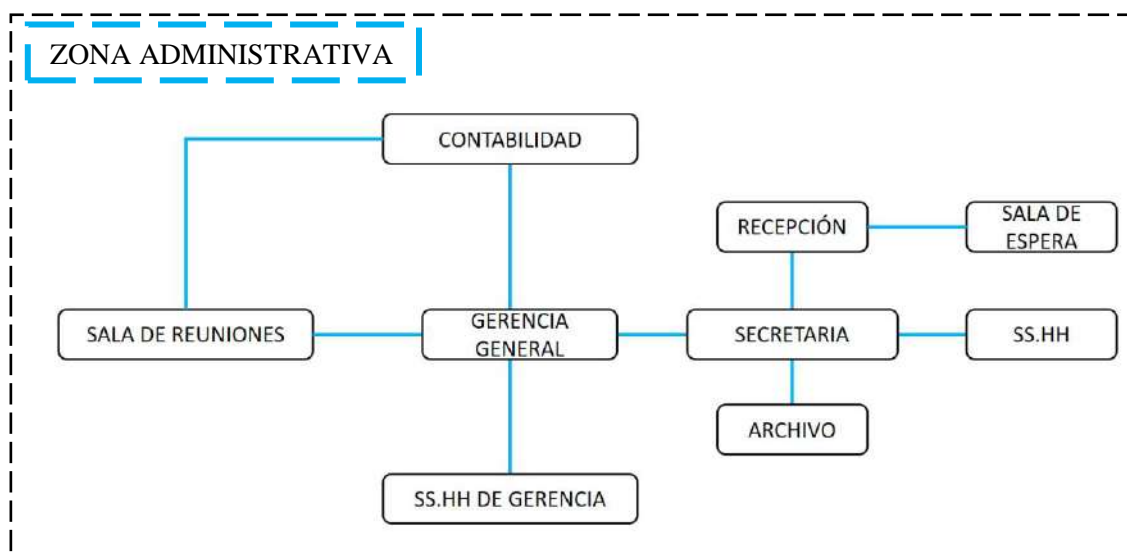 ZONA ADMINISTRATIVA
CONTABILIDAD
RECEPCIÓN
SALA DE
ESPERA
SALA DE REUNIONES
GERENCIA
GENERAL
SECRETARIA
SS.HH
ARCHIVO
SS.HH DE GERENCIA